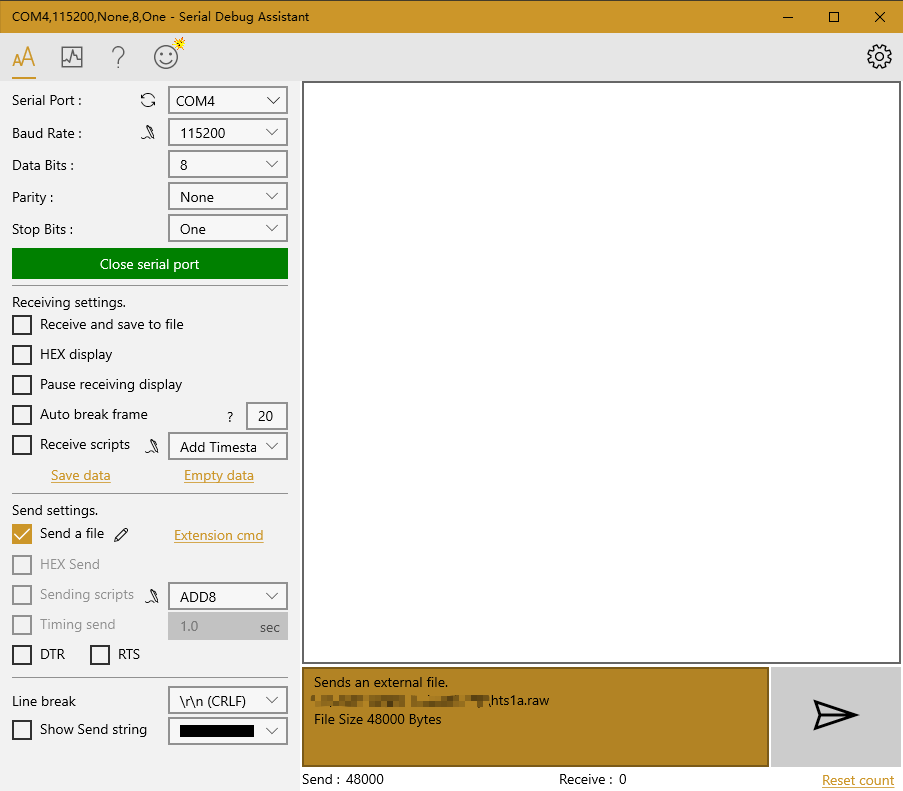 COM4,115200,None,8,One - Serial Debug Assistant
AA
?
Serial Port :
COM4
Baud Rate :
115200
Data Bits :
8
Parity :
None
Stop Bits :
One
Close serial port
Receiving settings.
Receive and save to file
HEX display
Pause receiving display
Auto break frame
?
20
Receive scripts
Add Timesta
Save data
Empty data
Send settings.
Send a file
Extension cmd
HEX Send
Sending scripts
ADD8
Timing send
1.0
sec
DTR
RTS
Line break
\r\n (CRLF)
Show Send string
Sends an external file.
\hts1a.raw
File Size 48000 Bytes
Send : 48000
Receive : 0
Reset count